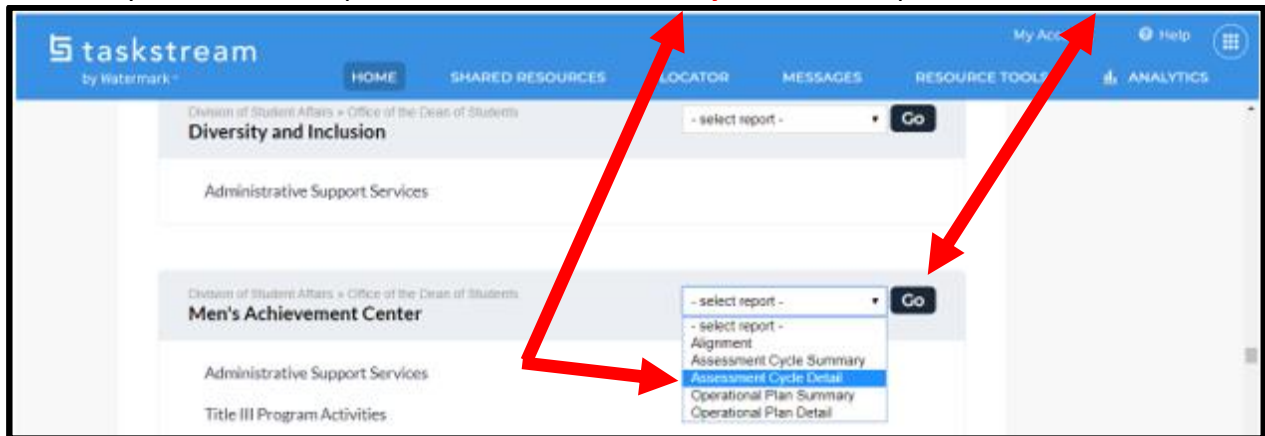 taskstream
by Watermark™
My Acc Help
HOME SHARED RESOURCES LOCATOR MESSAGES RESOURCE TOOLS ANALYTICS
Division of Student Affairs » Office of the Dean of Students
Diversity and Inclusion
- select report -
Go
Administrative Support Services
Division of Student Affairs » Office of the Dean of Students
Men's Achievement Center
- select report -
Go
- select report -
Alignment
Assessment Cycle Summary
Assessment Cycle Detail
Operational Plan Summary
Operational Plan Detail
Administrative Support Services
Title III Program Activities